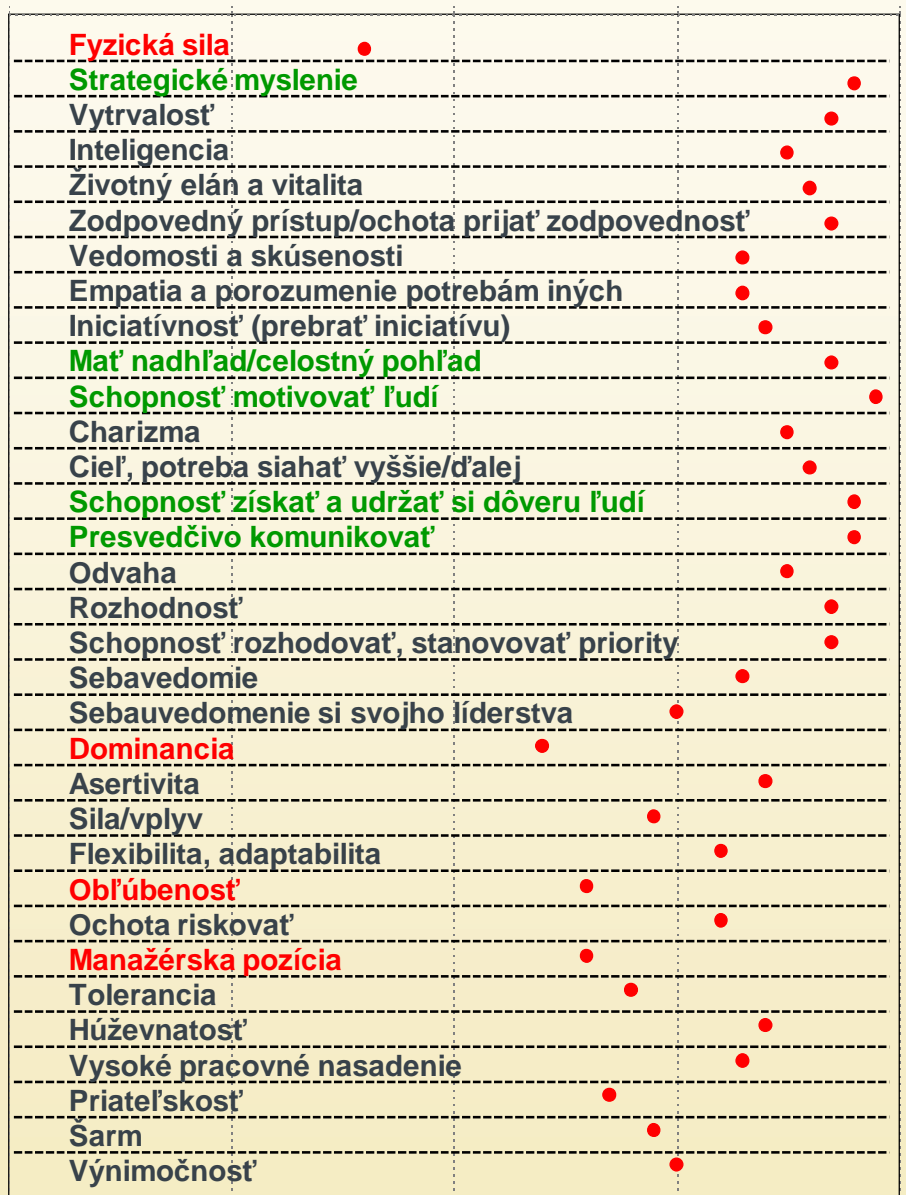 Fyzická sila
Strategické myslenie
Vytrvalosť
Inteligencia
Životný elán a vitalita
Zodpovedný prístup/ochota prijať zodpovednosť
Vedomosti a skúsenosti
Empatia a porozumenie potrebám iných
Iniciatívnosť (prebrať iniciatívu)
Mať nadhľad/celostný pohľad
Schopnosť motivovať ľudí
Charizma
Cieľ, potreba siahať vyššie/ďalej
Schopnosť získať a udržať si dôveru ľudí
Presvedčivo komunikovať
Odvaha
Rozhodnosť
Schopnosť rozhodovať, stanovovať priority
Sebavedomie
Sebauvedomenie si svojho líderstva
Dominancia
Asertivita
Sila/vplyv
Flexibilita, adaptabilita
Obľúbenosť
Ochota riskovať
Manažérska pozícia
Tolerancia
Húževnatosť
Vysoké pracovné nasadenie
Priateľskosť
Šarm
Výnimočnosť